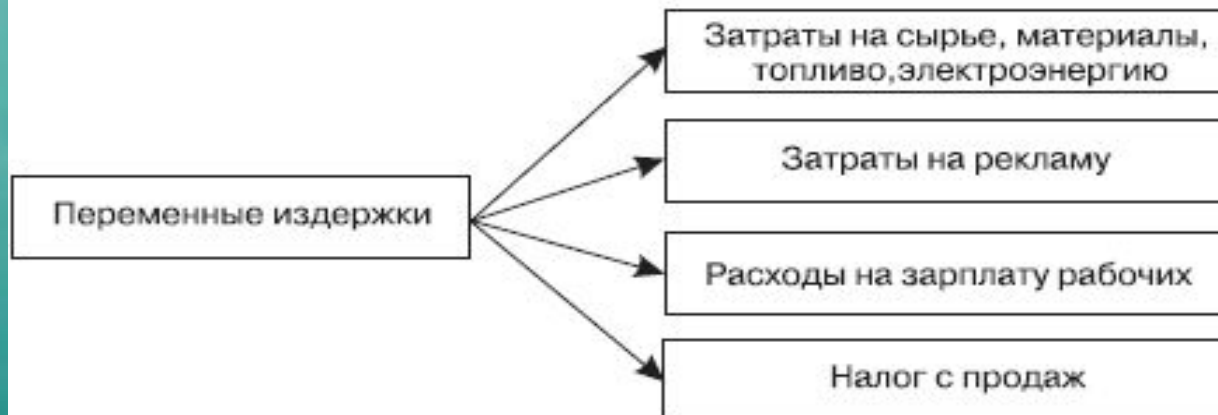 Переменные издержки
Затраты на сырье, материалы,
топливо,электроэнергию
Затраты на рекламу
Расходы на зарплату рабочих
Налог с продаж